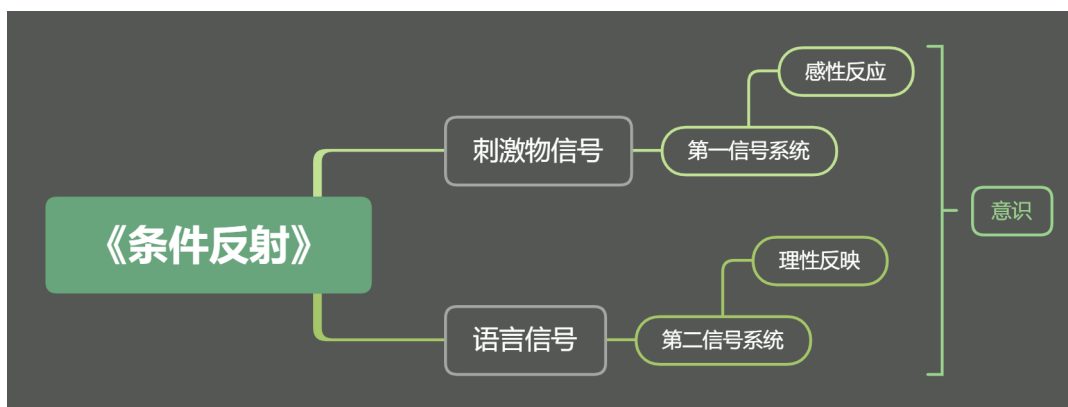 《条件反射》
刺激物信号
第一信号系统
感性反应
语言信号
第二信号系统
理性反映
意识